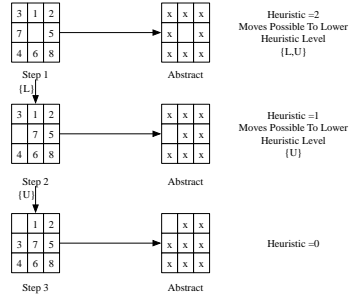 3 1 2 x x x
7 5 x x
4 6 8 x x x
Heuristic =2
Moves Possible To Lower
Heuristic Level
{L,U}
Step 1 Abstract
{L}
3 1 2 x x x
7 5 x x
4 6 8 x x x
Heuristic =1
Moves Possible To Lower
Heuristic Level
{U}
Step 2 Abstract
{U}
1 2 x x
3 7 5 x x x
4 6 8 x x x
Heuristic =0
Step 3 Abstract